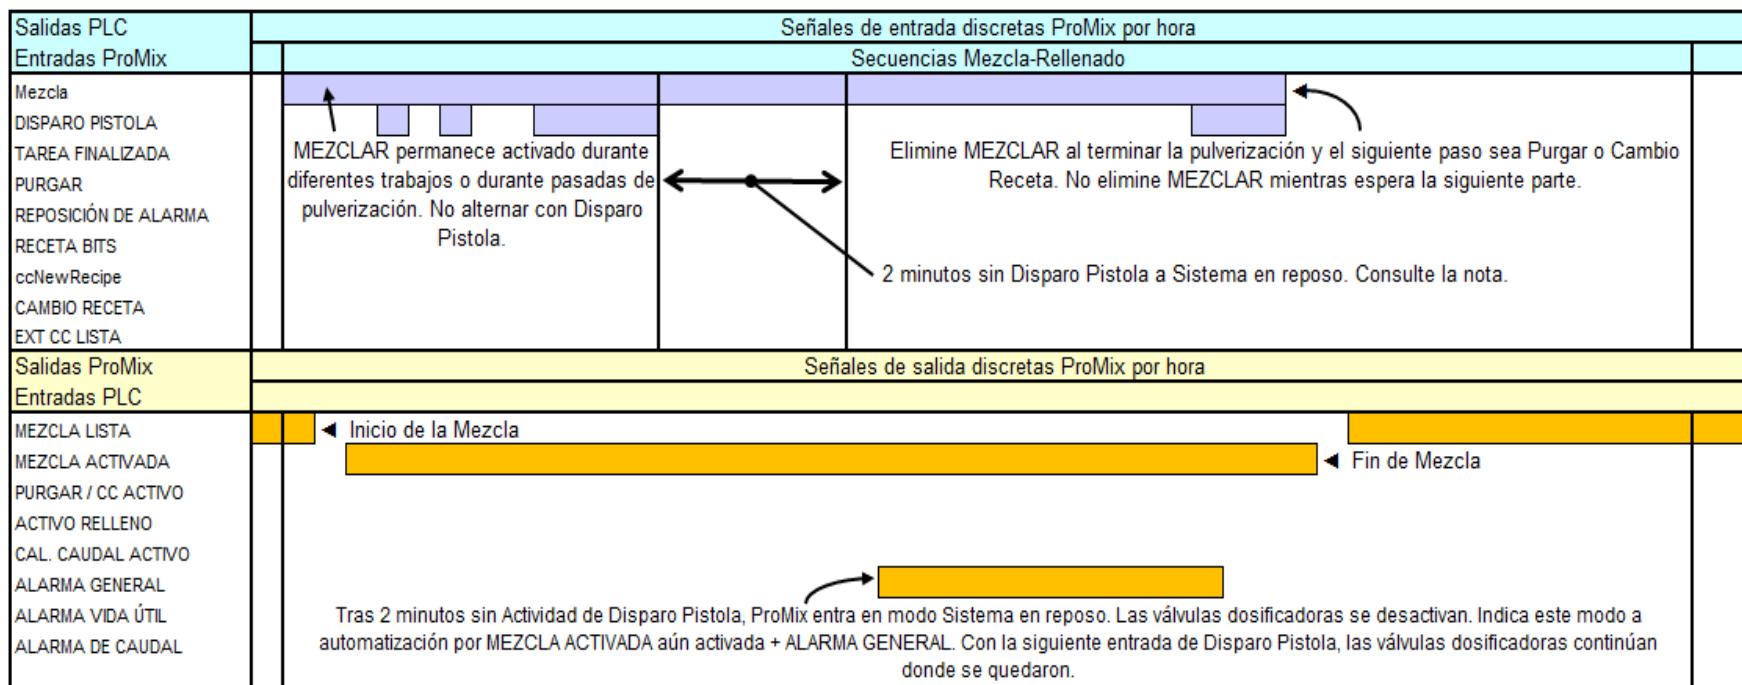 Salidas PLC
Señales de entrada discretas ProMix por hora
Entradas ProMix
Secuencias Mezcla-Rellenado
Mezcla
DISPARO PISTOLA
TAREA FINALIZADA
PURGAR
REPOSICIÓN DE ALARMA
RECETA BITS
ccNewRecipe
CAMBIO RECETA
EXT CC LISTA
MEZCLAR permanece activado durante
diferentes trabajos o durante pasadas de
pulverización. No alternar con Disparo
Pistola.
Elimine MEZCLAR al terminar la pulverización y el siguiente paso sea Purgar o Cambio
Receta. No elimine MEZCLAR mientras espera la siguiente parte.
2 minutos sin Disparo Pistola a Sistema en reposo. Consulte la nota.
Salidas ProMix
Señales de salida discretas ProMix por hora
Entradas PLC
MEZCLA LISTA
Inicio de la Mezcla
MEZCLA ACTIVADA
Fin de Mezcla
PURGAR / CC ACTIVO
ACTIVO RELLENO
CAL. CAUDAL ACTIVO
ALARMA GENERAL
ALARMA VIDA ÚTIL
ALARMA DE CAUDAL
Tras 2 minutos sin Actividad de Disparo Pistola, ProMix entra en modo Sistema en reposo. Las válvulas dosificadoras se desactivan. Indica este modo a
automatización por MEZCLA ACTIVADA aún activada + ALARMA GENERAL. Con la siguiente entrada de Disparo Pistola, las válvulas dosificadoras continúan
donde se quedaron.